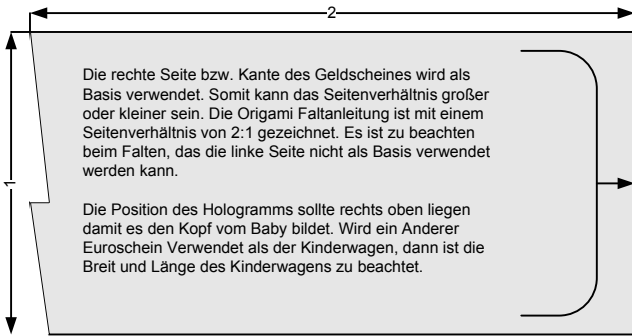 2
1
Die rechte Seite bzw. Kante des Geldscheines wird als
Basis verwendet. Somit kann das Seitenverhältnis großer
oder kleiner sein. Die Origami Faltanleitung ist mit einem
Seitenverhältnis von 2:1 gezeichnet. Es ist zu beachten
beim Falten, das die linke Seite nicht als Basis verwendet
werden kann.
Die Position des Hologramms sollte rechts oben liegen
damit es den Kopf vom Baby bildet. Wird ein Anderer
Euroschein Verwendet als der Kinderwagen, dann ist die
Breit und Länge des Kinderwagens zu beachtet.